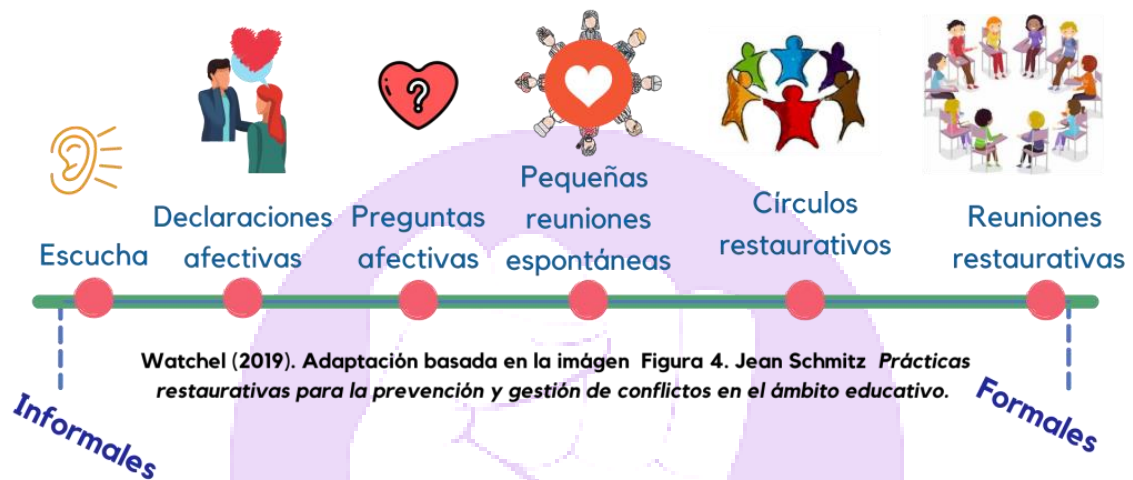 ?
Escucha
Declaraciones
afectivas
Preguntas
afectivas
Pequeñas
reuniones
espontáneas
Círculos
restaurativos
Reuniones
restaurativas
Watchel (2019). Adaptación basada en la imágen Figura 4. Jean Schmitz Prácticas
restaurativas para la prevención y gestión de conflictos en el ámbito educativo.
Informales
Formales